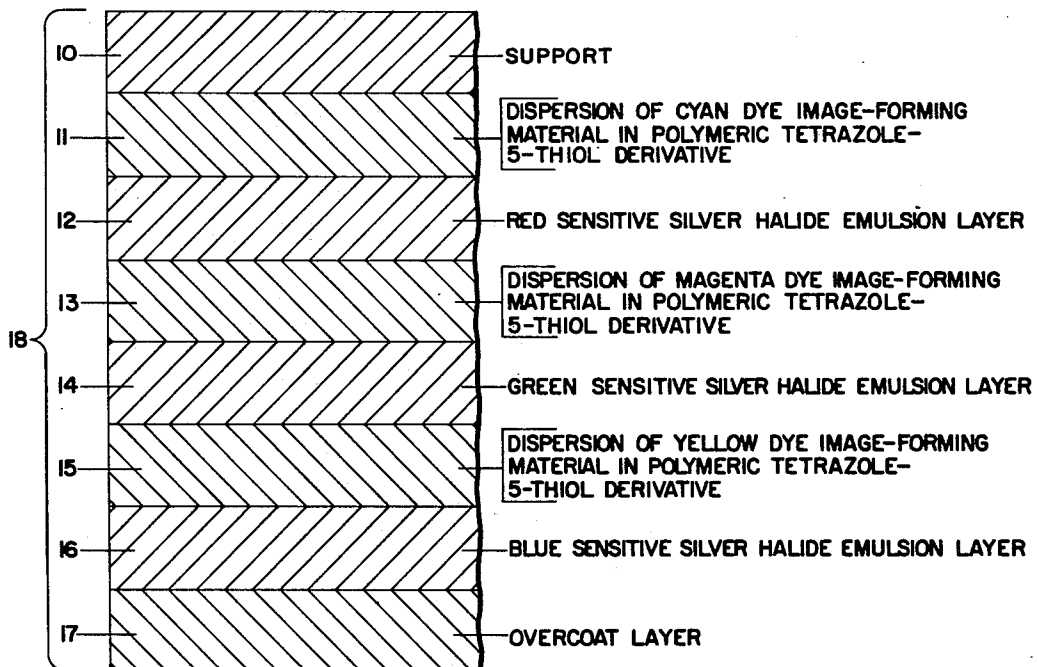 10 SUPPORT
11 DISPERSION OF CYAN DYE IMAGE-FORMING
MATERIAL IN POLYMERIC TETRAZOLE-
5-THIOL DERIVATIVE
12 RED SENSITIVE SILVER HALIDE EMULSION LAYER
13 DISPERSION OF MAGENTA DYE IMAGE-FORMING
MATERIAL IN POLYMERIC TETRAZOLE-
5-THIOL DERIVATIVE
18
14 GREEN SENSITIVE SILVER HALIDE EMULSION LAYER
15 DISPERSION OF YELLOW DYE IMAGE-FORMING
MATERIAL IN POLYMERIC TETRAZOLE-
5-THIOL DERIVATIVE
16 BLUE SENSITIVE SILVER HALIDE EMULSION LAYER
17 OVERCOAT LAYER